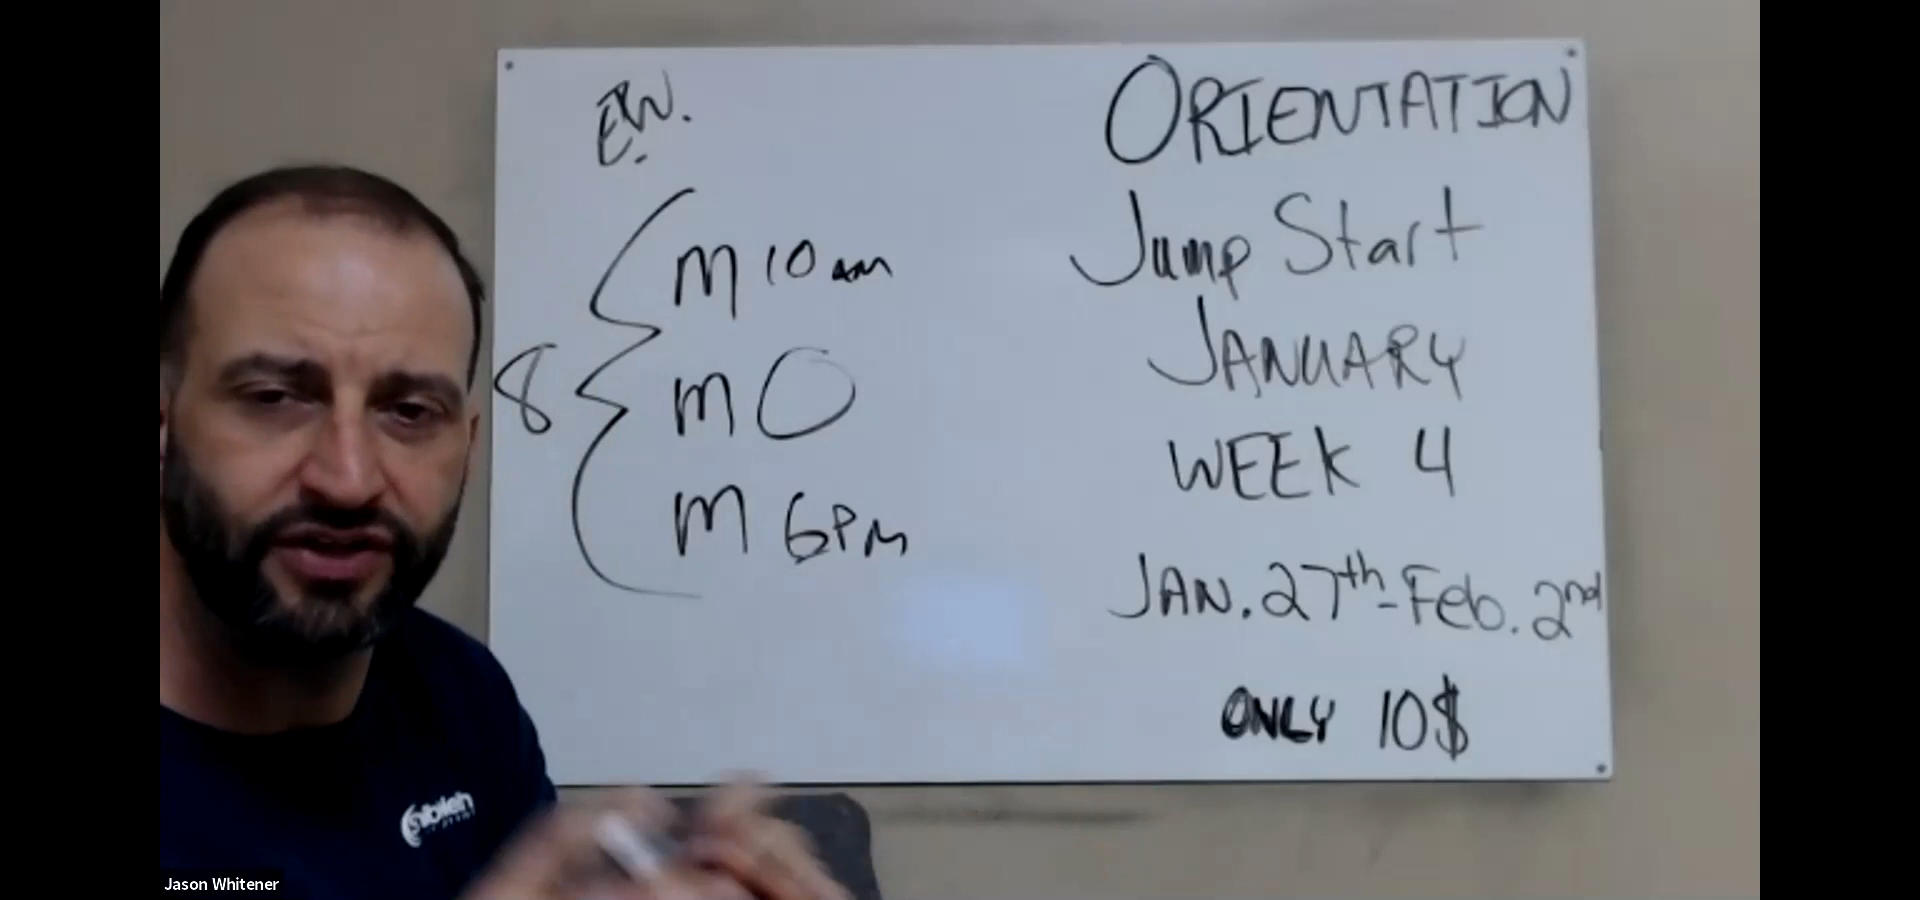 E.W.
8
M 10 am
M O
M 6PM
ORIENTATION
Jump Start
JANUARY
WEEK 4
JAN. 27th-Feb. 2nd
ONLY 10$
Jason Whitener